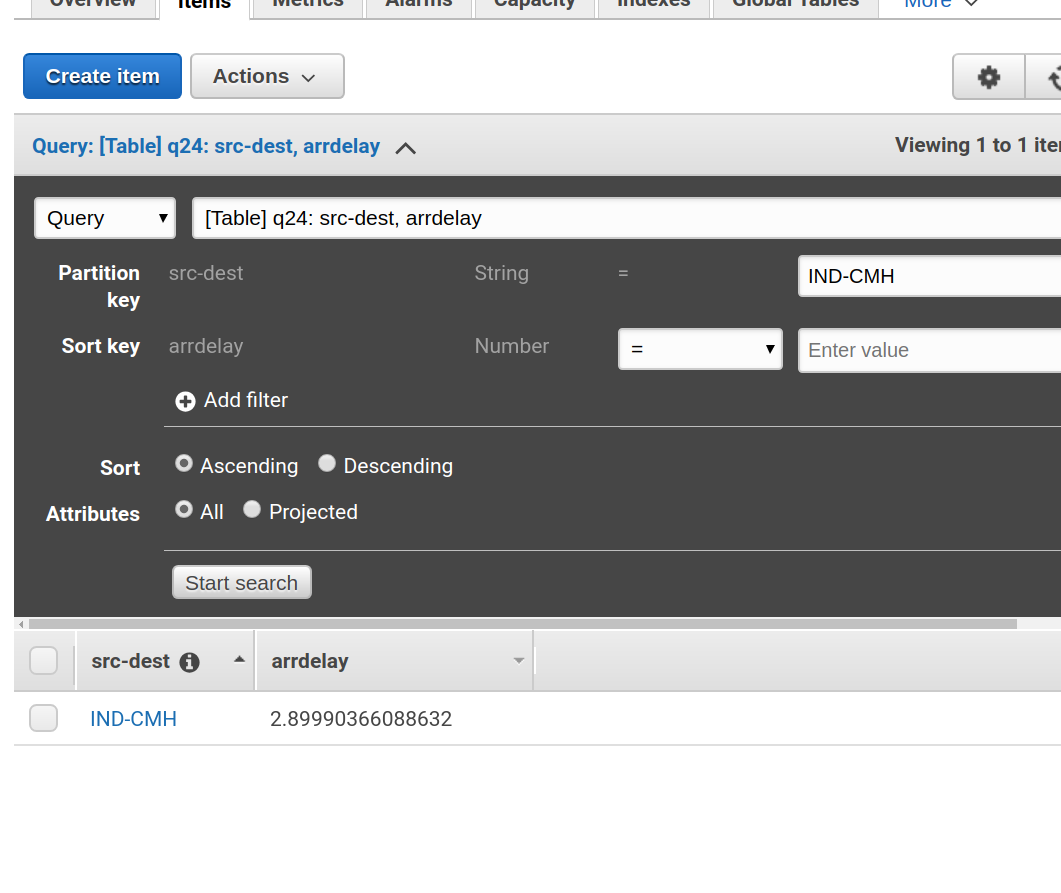 Overview Items Metrics Alarms Capacity Indexes Global Tables More
Create item Actions
Query: [Table] q24: src-dest, arrdelay Viewing 1 to 1 iter
Query [Table] q24: src-dest, arrdelay
Partition key src-dest String = IND-CMH
Sort key arrdelay Number = Enter value
Add filter
Sort Ascending Descending
Attributes All Projected
Start search
src-dest arrdelay
IND-CMH 2.89990366088632